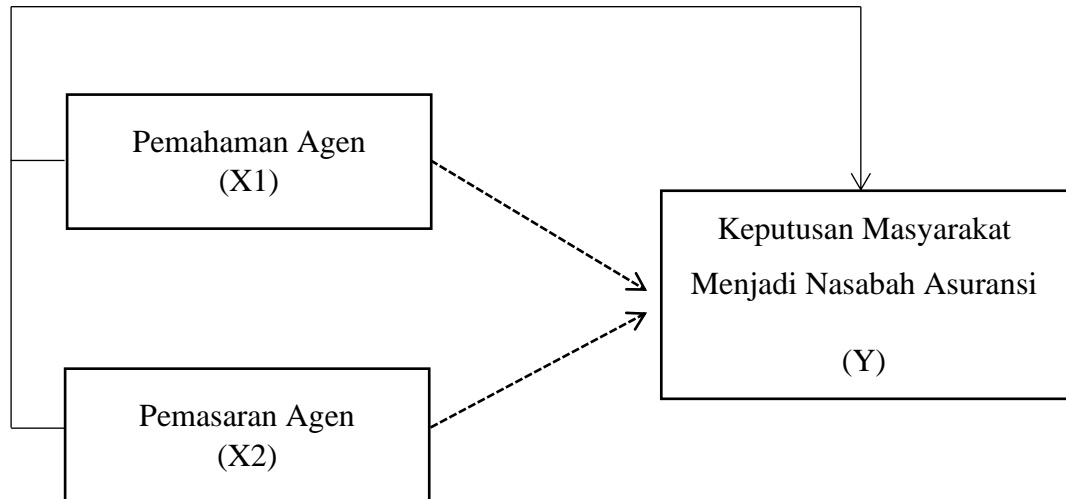 Pemahaman Agen
(X1)
Keputusan Masyarakat
Menjadi Nasabah Asuransi
(Y)
Pemasaran Agen
(X2)